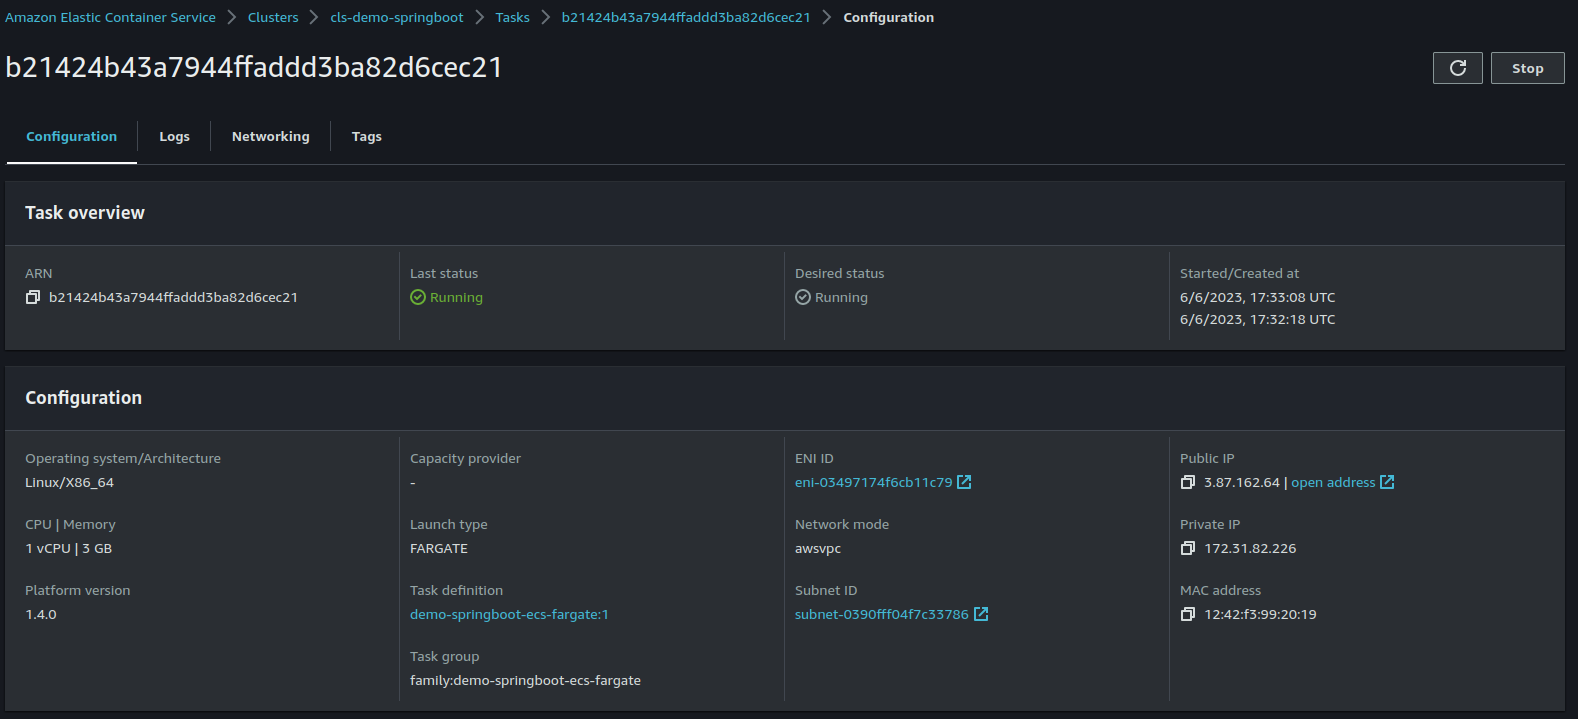 Amazon Elastic Container Service > Clusters > cls-demo-springboot > Tasks > b21424b43a7944ffaddd3ba82d6cec21 > Configuration
b21424b43a7944ffaddd3ba82d6cec21
Stop
Configuration Logs Networking Tags
Task overview
ARN
b21424b43a7944ffaddd3ba82d6cec21
Last status
Running
Desired status
Running
Started/Created at
6/6/2023, 17:33:08 UTC
6/6/2023, 17:32:18 UTC
Configuration
Operating system/Architecture
Linux/X86_64
CPU | Memory
1 vCPU | 3 GB
Platform version
1.4.0
Capacity provider
-
Launch type
FARGATE
Task definition
demo-springboot-ecs-fargate:1
Task group
family:demo-springboot-ecs-fargate
ENI ID
eni-03497174f6cb11c79
Network mode
awsvpc
Subnet ID
subnet-0390fff04f7c33786
Public IP
3.87.162.64 | open address
Private IP
172.31.82.226
MAC address
12:42:f3:99:20:19